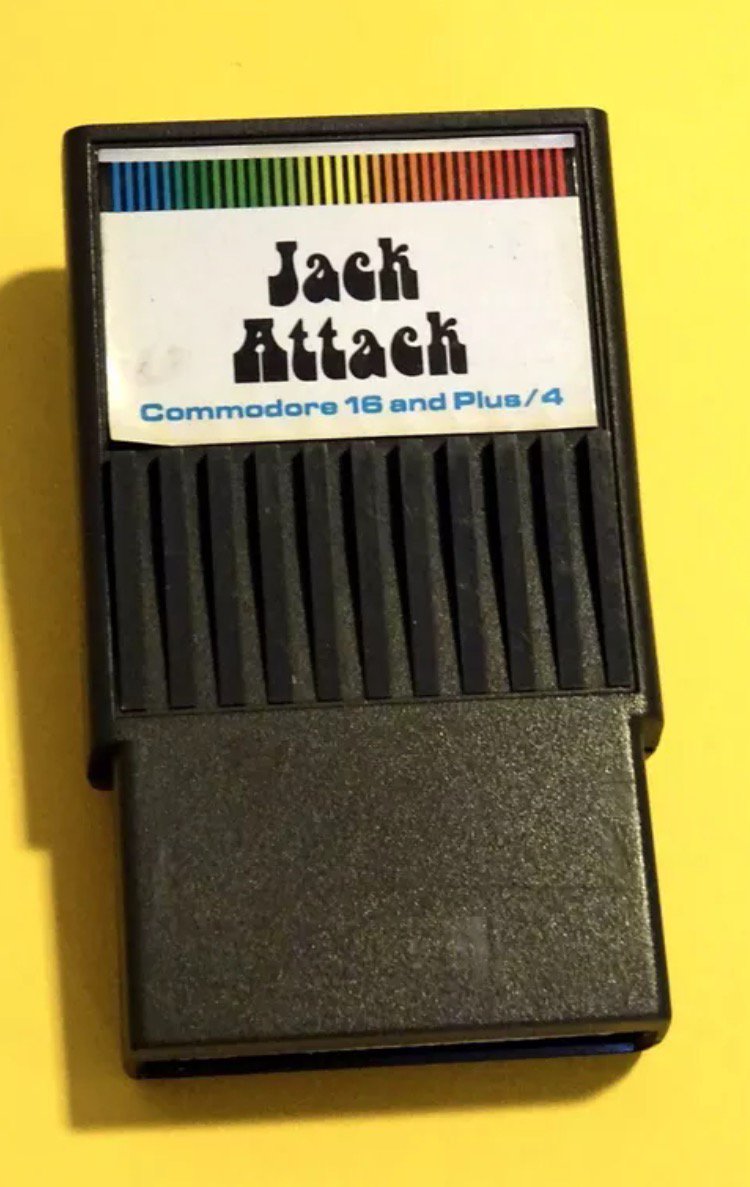 Jack
Attack
Commodore 16 and Plus/4